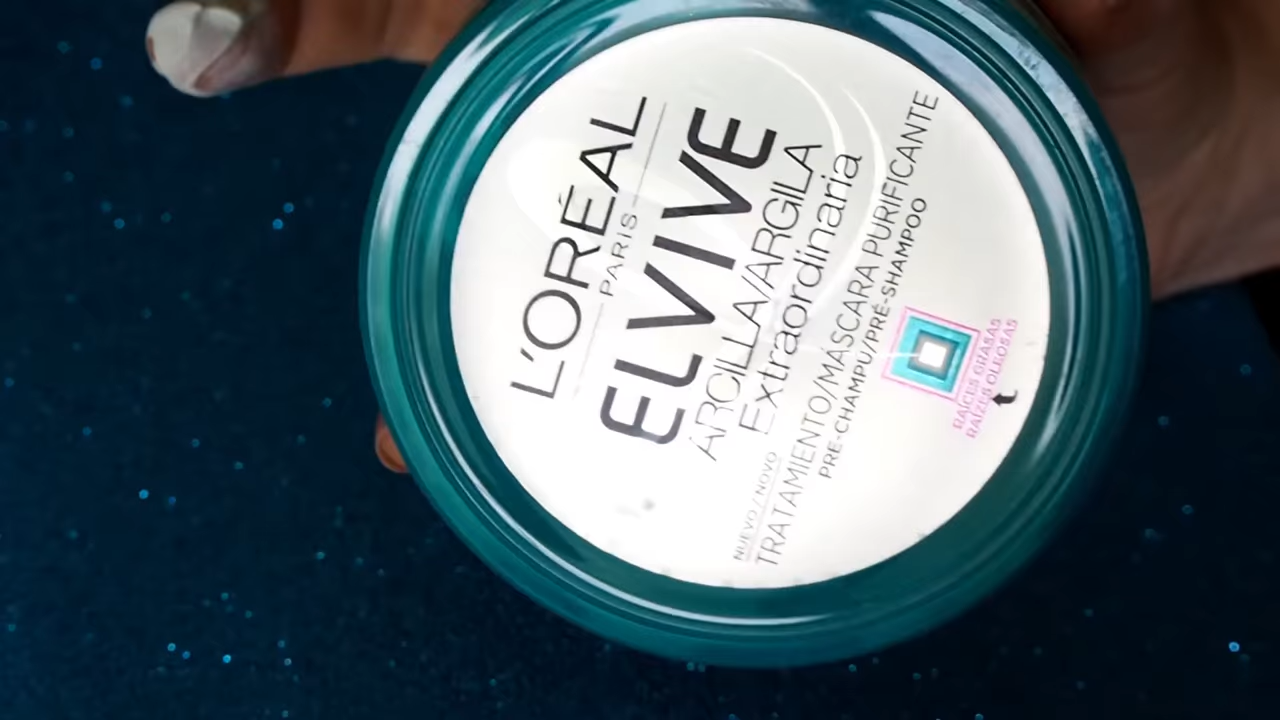 L'ORÉAL
PARIS
ELVIVE
ARCILLA/ARGILA
Extraordinaria
NUEVO / NOVO
TRATAMIENTO/MÁSCARA PURIFICANTE
PRE-CHAMPU/PRÉ-SHAMPOO
RAÍCES GRASAS
RAÍZES OLEOSAS